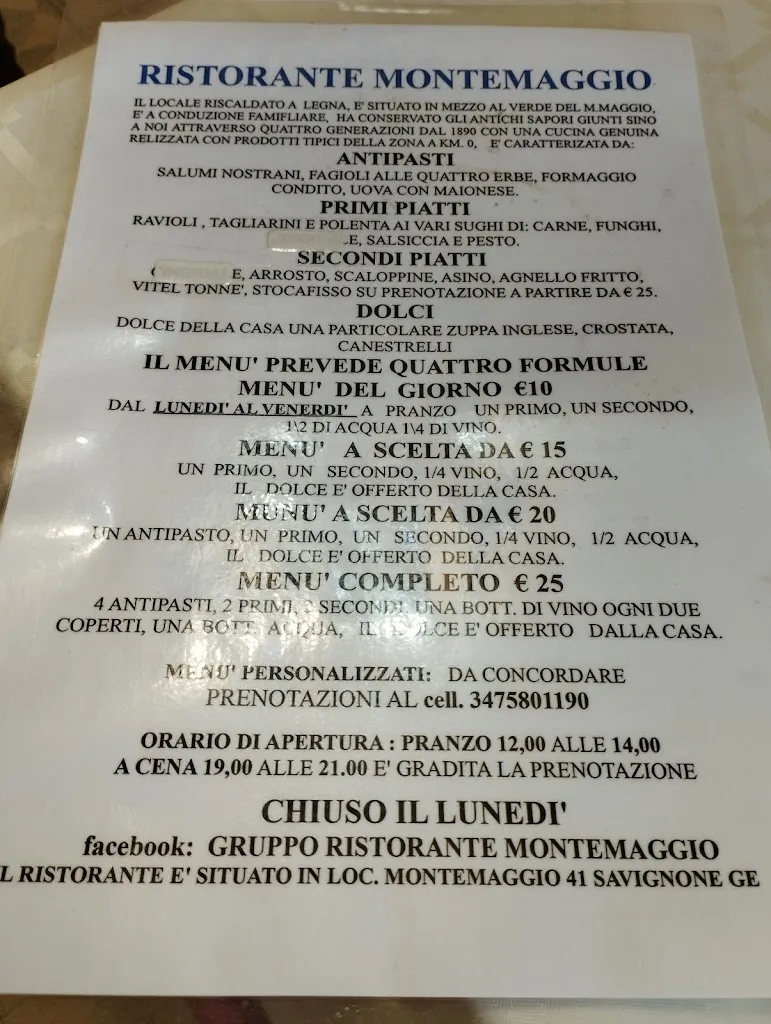 RISTORANTE MONTEMAGGIO
IL LOCALE RISCALDATO A LEGNA, E' SITUATO IN MEZZO AL VERDE DEL M.MAGGIO,
E' A CONDUZIONE FAMIFLIARE, HA CONSERVATO GLI ANTICHI SAPORI GIUNTI SINO
A NOI ATTRAVERSO QUATTRO GENERAZIONI DAL 1890 CON UNA CUCINA GENUINA
RELIZZATA CON PRODOTTI TIPICI DELLA ZONA A KM. 0, E' CARATTERIZATA DA:
ANTIPASTI
SALUMI NOSTRANI, FAGIOLI ALLE QUATTRO ERBE, FORMAGGIO
CONDITO, UOVA CON MAIONESE.
PRIMI PIATTI
RAVIOLI , TAGLIARINI E POLENTA AI VARI SUGHI DI: CARNE, FUNGHI,
E, SALSICCIA E PESTO.
SECONDI PIATTI
E, ARROSTO, SCALOPPINE, ASINO, AGNELLO FRITTO,
VITEL TONNE', STOCAFISSO SU PRENOTAZIONE A PARTIRE DA € 25.
DOLCI
DOLCE DELLA CASA UNA PARTICOLARE ZUPPA INGLESE, CROSTATA,
CANESTRELLI
IL MENU' PREVEDE QUATTRO FORMULE
MENU' DEL GIORNO €10
DAL LUNEDI' AL VENERDI' A PRANZO UN PRIMO, UN SECONDO,
1\2 DI ACQUA 1\4 DI VINO.
MENU' A SCELTA DA € 15
UN PRIMO, UN SECONDO, 1/4 VINO, 1/2 ACQUA,
IL DOLCE E' OFFERTO DELLA CASA.
MUNU' A SCELTA DA € 20
UN ANTIPASTO, UN PRIMO, UN SECONDO, 1/4 VINO, 1/2 ACQUA,
IL DOLCE E' OFFERTO DELLA CASA.
MENU' COMPLETO € 25
4 ANTIPASTI, 2 PRIMI, SECONDI, UNA BOTT. DI VINO OGNI DUE
COPERTI, UNA BOTT. ACQUA, IL DOLCE E' OFFERTO DALLA CASA.
MENU' PERSONALIZZATI: DA CONCORDARE
PRENOTAZIONI AL cell. 3475801190
ORARIO DI APERTURA : PRANZO 12,00 ALLE 14,00
A CENA 19,00 ALLE 21.00 E' GRADITA LA PRENOTAZIONE
CHIUSO IL LUNEDI'
facebook: GRUPPO RISTORANTE MONTEMAGGIO
L RISTORANTE E' SITUATO IN LOC. MONTEMAGGIO 41 SAVIGNONE GE